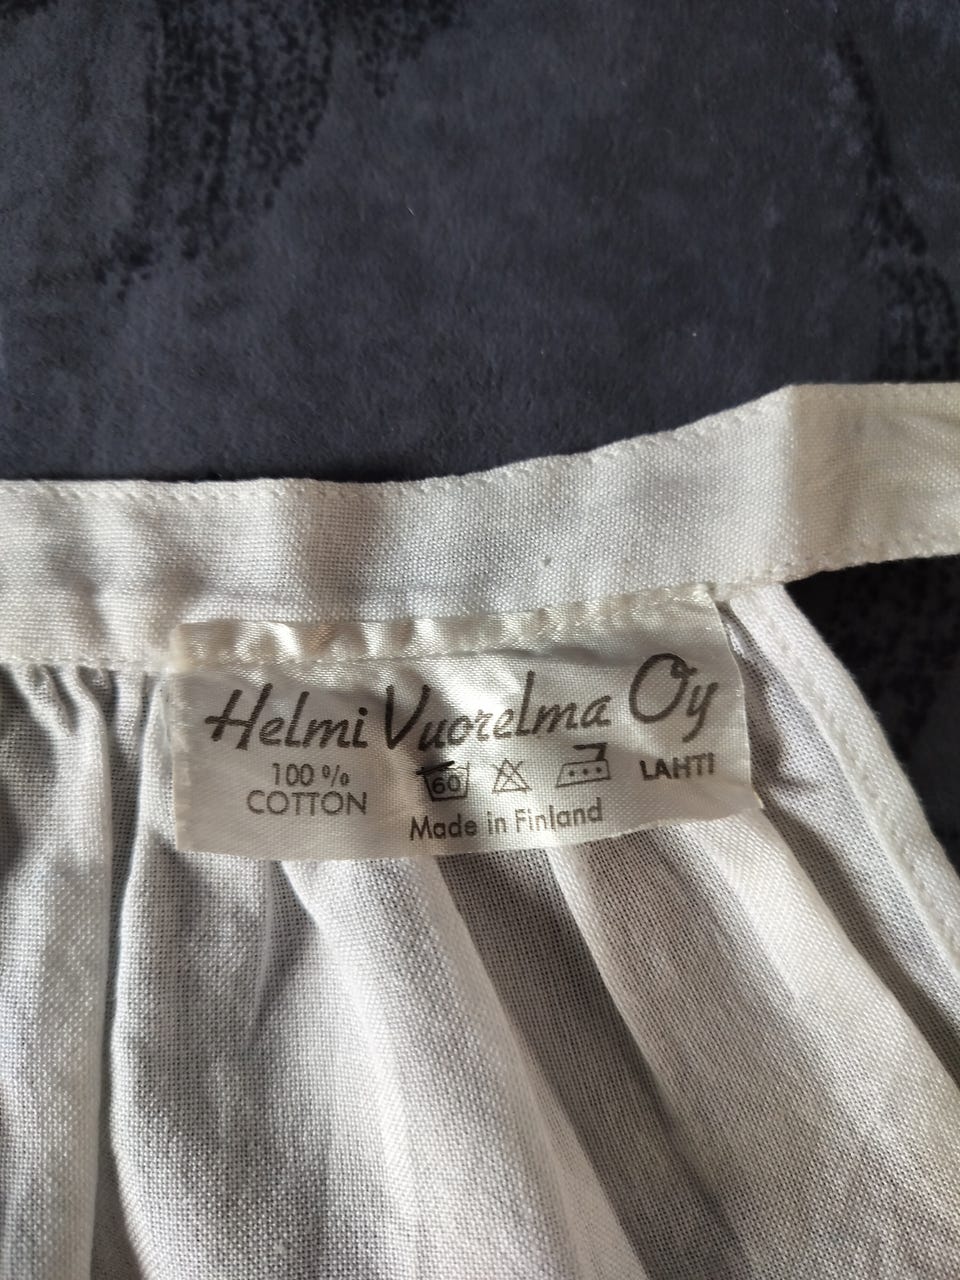 Helmi Vuorelma Oy
100 % COTTON
60
LAHTI
Made in Finland